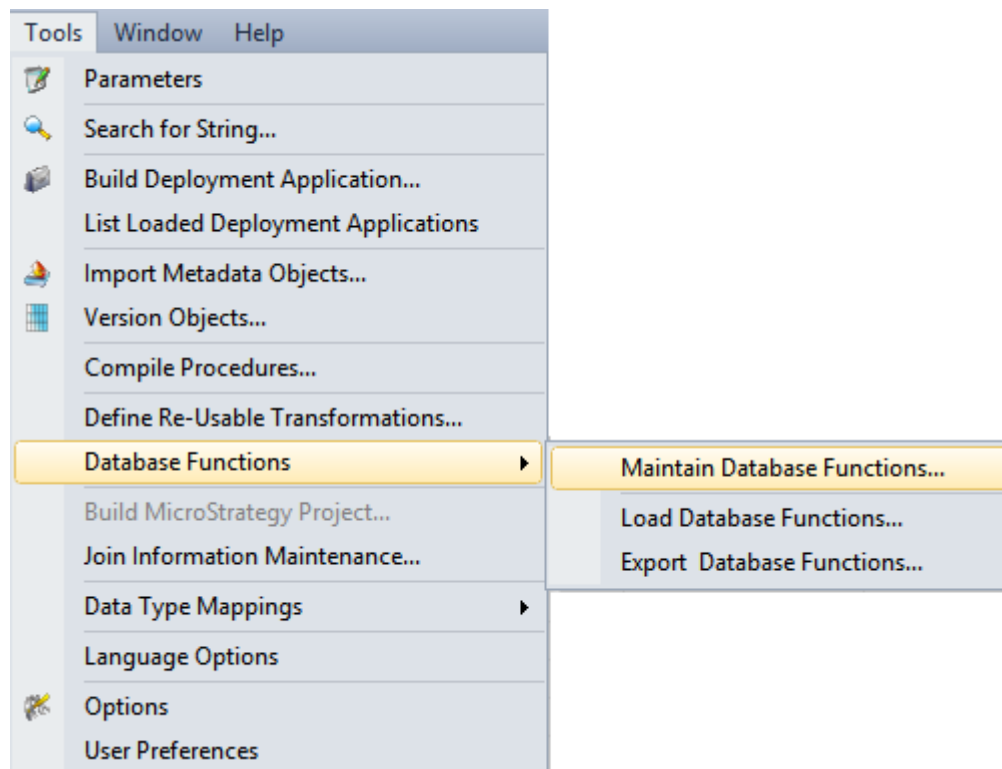 Tools Window Help
Parameters
Search for String...
Build Deployment Application...
List Loaded Deployment Applications
Import Metadata Objects...
Version Objects...
Compile Procedures...
Define Re-Usable Transformations...
Database Functions
Maintain Database Functions...
Load Database Functions...
Export  Database Functions...
Build MicroStrategy Project...
Join Information Maintenance...
Data Type Mappings
Language Options
Options
User Preferences